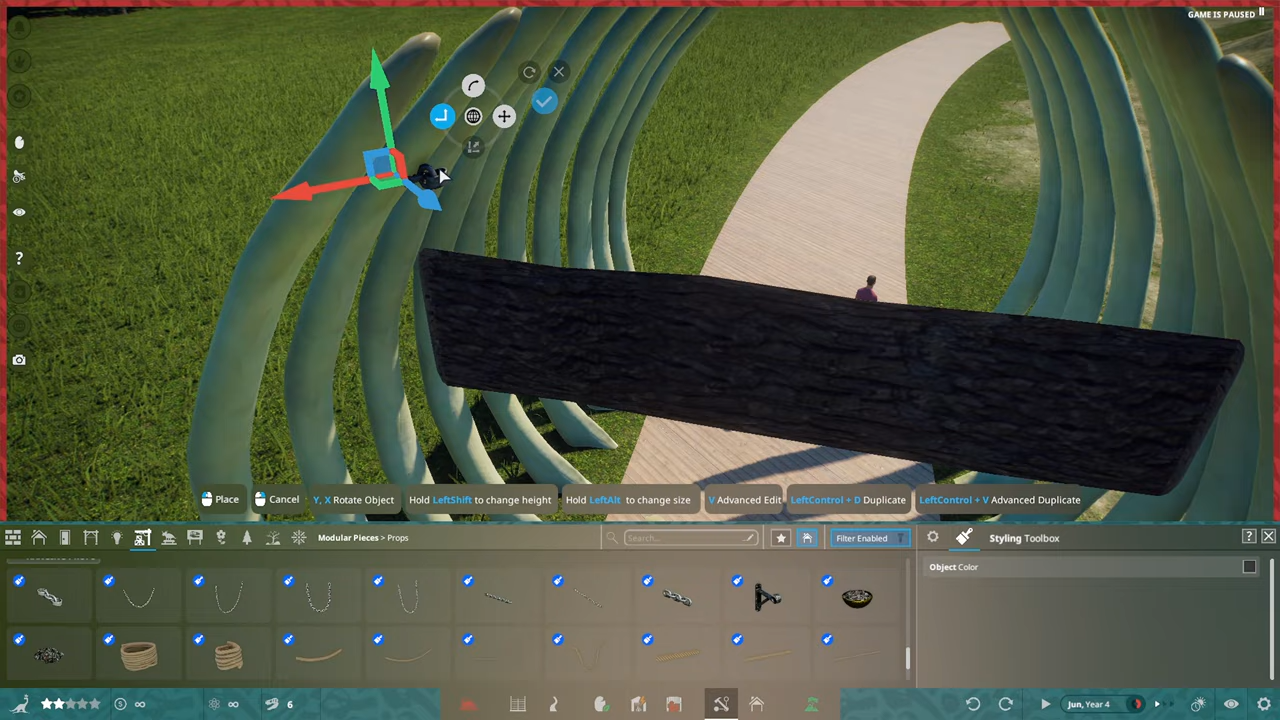 GAME IS PAUSED
Place
Cancel
Y, X Rotate Object
Hold LeftShift to change height
Hold LeftAlt to change size
V Advanced Edit
LeftControl + D Duplicate
LeftControl + V Advanced Duplicate
Modular Pieces > Props
Search...
Filter Enabled
Styling Toolbox
?
Object Color
∞
∞
6
Jun, Year 4